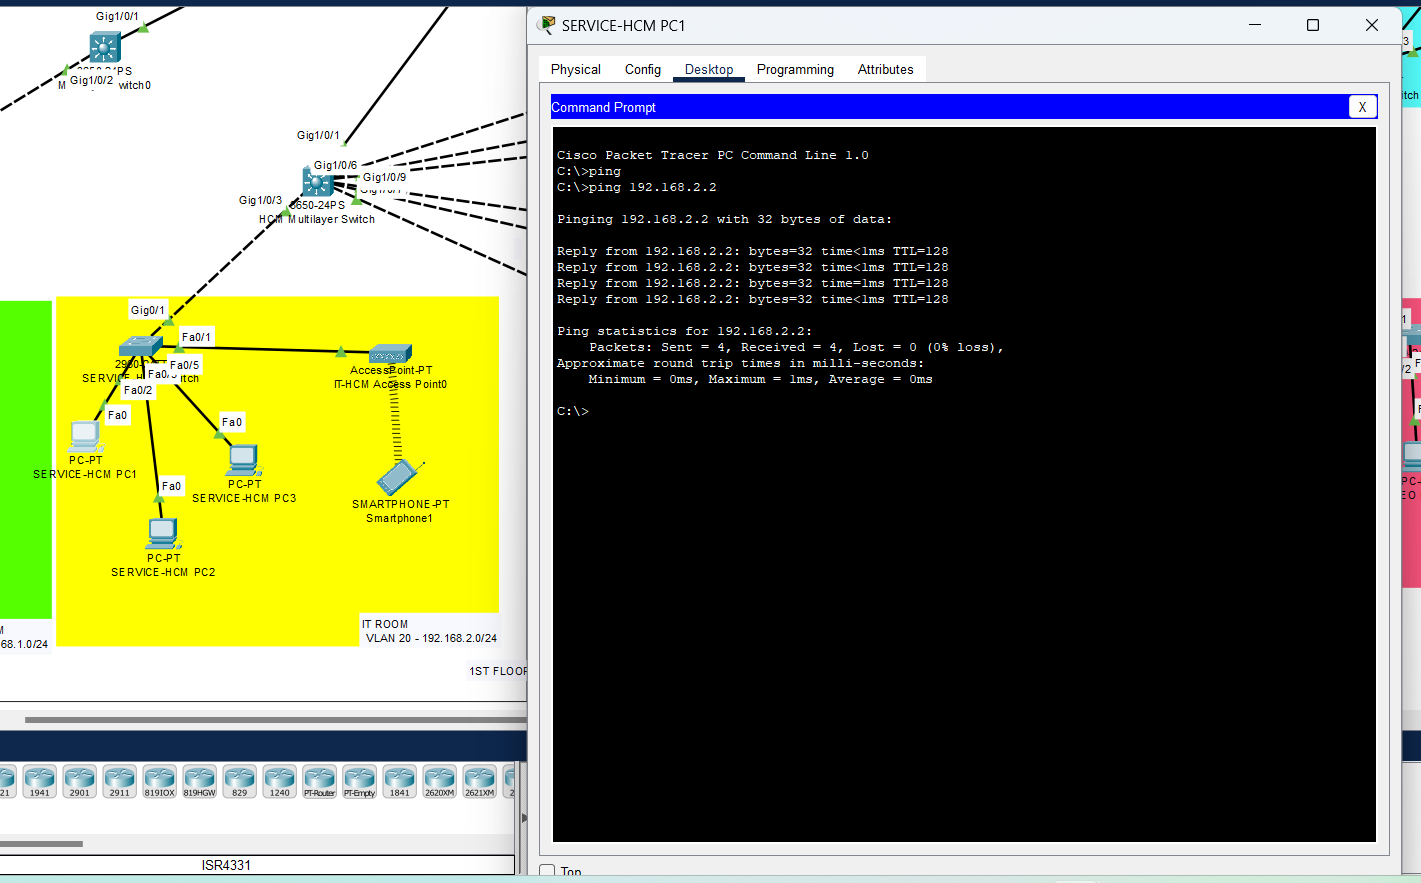 Gig1/0/1
Gig1/0/2
witch0
Gig1/0/1
Gig1/0/6
Gig1/0/9
Gig1/0/3
3650-24PS
HCM Multilayer Switch
Gig0/1
Fa0/1
Fa0/5
Fa0/2
AccessPoint-PT
IT-HCM Access Point0
Fa0
Fa0
PC-PT
SERVICE-HCM PC1
PC-PT
SERVICE-HCM PC3
Fa0
SMARTPHONE-PT
Smartphone1
PC-PT
SERVICE-HCM PC2
IT ROOM
VLAN 20 - 192.168.2.0/24
68.1.0/24
1ST FLOOR
1941
2901
2911
819IOX
819HGW
829
1240
PT-Router
PT-Empty
1841
2620XM
2621XM
ISR4331
SERVICE-HCM PC1
Physical
Config
Desktop
Programming
Attributes
Command Prompt
X
Cisco Packet Tracer PC Command Line 1.0
C:\>ping
C:\>ping 192.168.2.2
Pinging 192.168.2.2 with 32 bytes of data:
Reply from 192.168.2.2: bytes=32 time<1ms TTL=128
Reply from 192.168.2.2: bytes=32 time<1ms TTL=128
Reply from 192.168.2.2: bytes=32 time=1ms TTL=128
Reply from 192.168.2.2: bytes=32 time<1ms TTL=128
Ping statistics for 192.168.2.2:
Packets: Sent = 4, Received = 4, Lost = 0 (0% loss),
Approximate round trip times in milli-seconds:
Minimum = 0ms, Maximum = 1ms, Average = 0ms
C:\>
Top